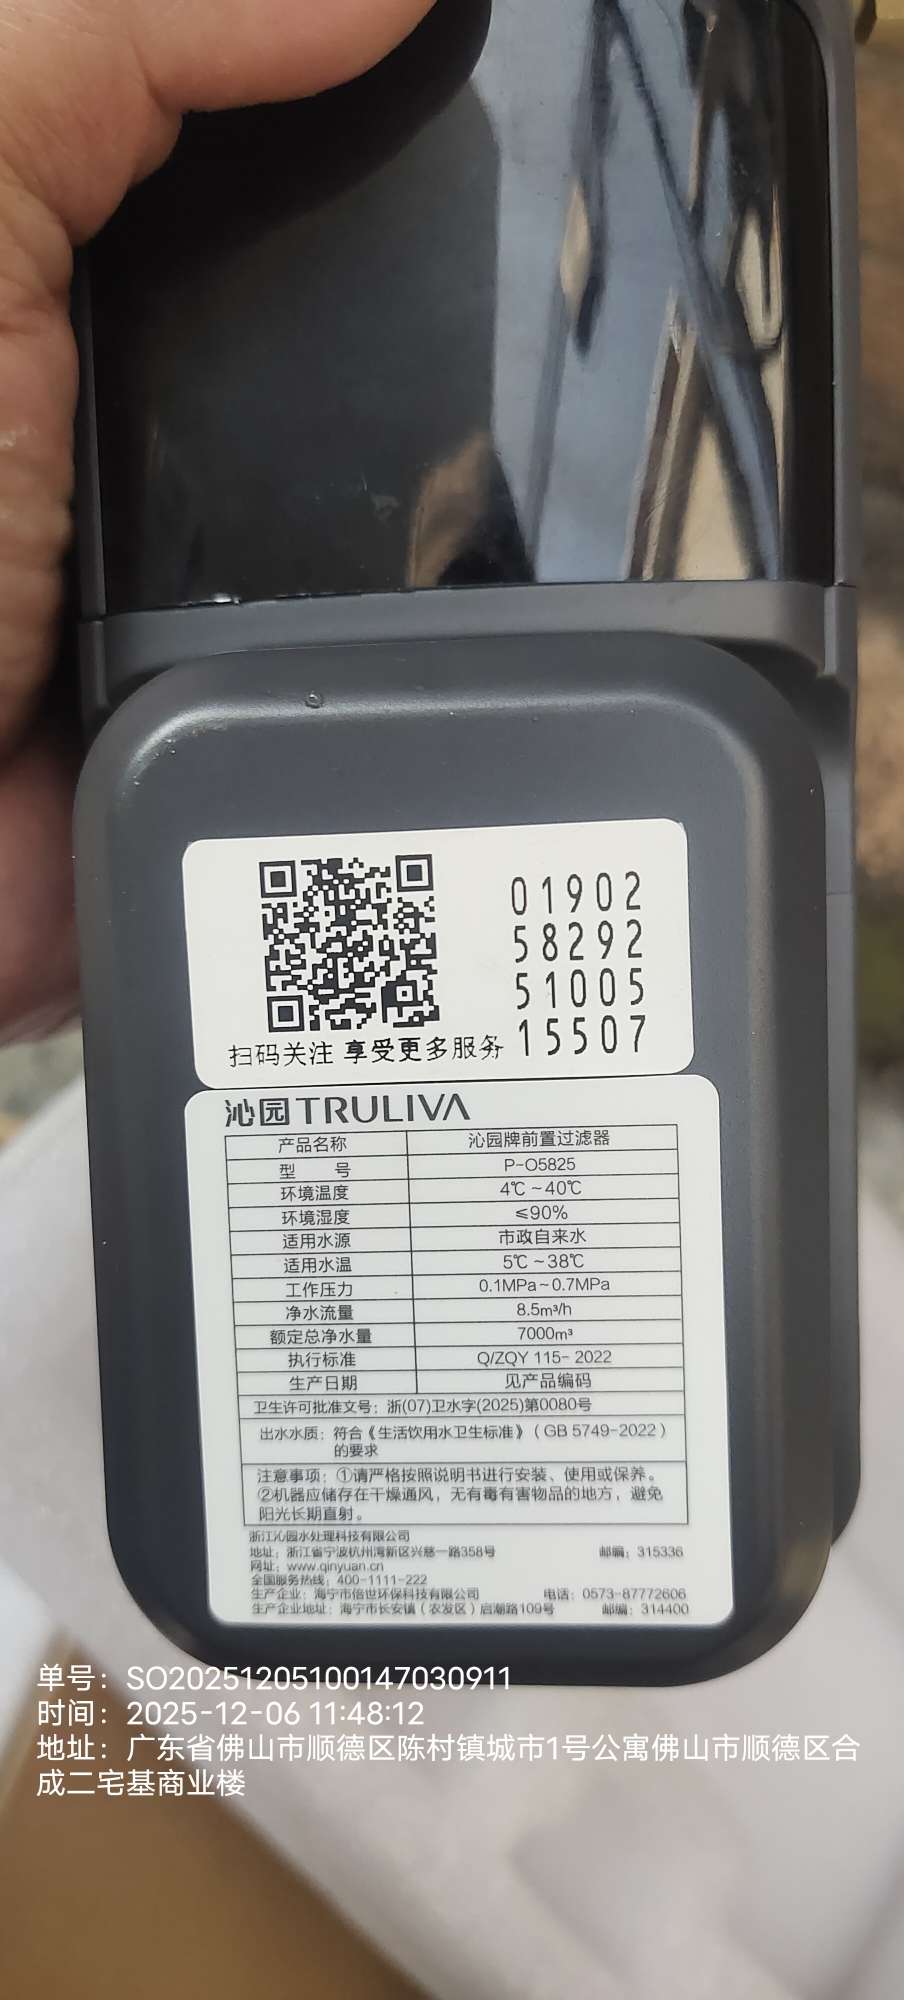 01902
58292
51005
15507
扫码关注 享受更多服务
沁园TRULIVA
产品名称 沁园牌前置过滤器
型 号 P-O5825
环境温度 4℃~40℃
环境湿度 ≤90%
适用水源 市政自来水
适用水温 5℃~38℃
工作压力 0.1MPa~0.7MPa
净水流量 8.5m³/h
额定总净水量 7000m³
执行标准 Q/ZQY 115- 2022
生产日期 见产品编码
卫生许可批准文号：浙(07)卫水字(2025)第0080号
出水水质：符合《生活饮用水卫生标准》（GB 5749-2022）
的要求
注意事项：①请严格按照说明书进行安装、使用或保养。
②机器应储存在干燥通风，无有毒有害物品的地方，避免
阳光长期直射。
浙江沁园水处理科技有限公司
地址：浙江省宁波杭州湾新区兴慈一路358号 邮编：315336
网址：www.qinyuan.cn
全国服务热线：400-1111-222
生产企业：海宁市倍世环保科技有限公司 电话：0573-87772606
生产企业地址：海宁市长安镇（农发区）启潮路109号 邮编：314400
单号：SO20251205100147030911
时间：2025-12-06 11:48:12
地址：广东省佛山市顺德区陈村镇城市1号公寓佛山市顺德区合
成二宅基商业楼